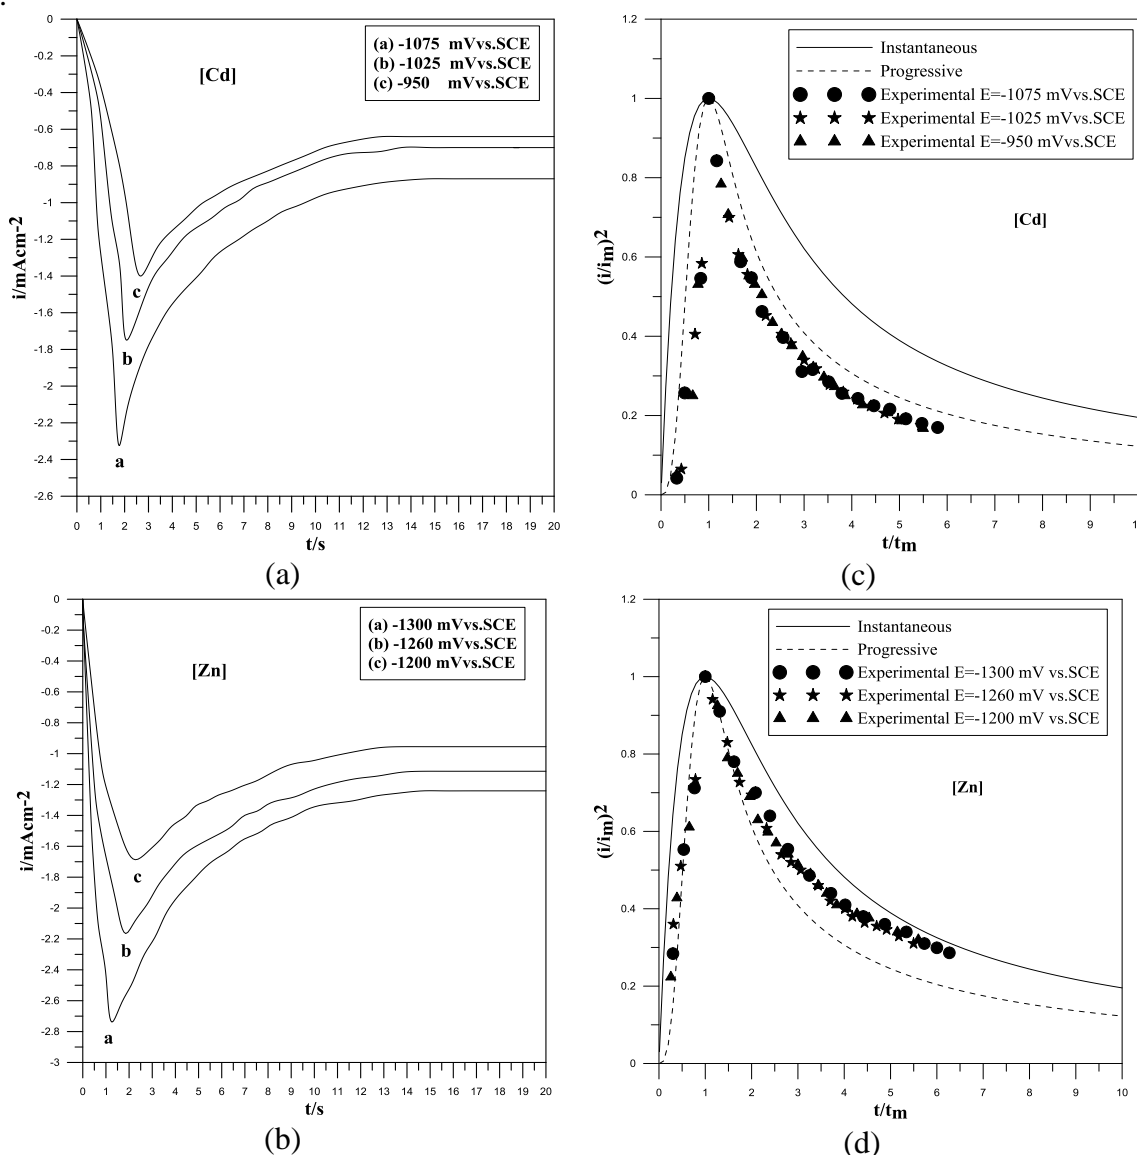 .
0
-0.2
-0.4
-0.6
-0.8
-1
-1.2
-1.4
-1.6
-1.8
-2
-2.2
-2.4
-2.6
i/mAcm-2
[Cd]
(a) -1075 mVvs.SCE
(b) -1025 mVvs.SCE
(c) -950 mVvs.SCE
c
b
a
0 1 2 3 4 5 6 7 8 9 10 11 12 13 14 15 16 17 18 19 20
t/s
(a)
1.2
1
0.8
0.6
0.4
0.2
0
(i/im)2
Instantaneous
Progressive
Experimental E=-1075 mVvs.SCE
Experimental E=-1025 mVvs.SCE
Experimental E=-950 mVvs.SCE
[Cd]
0 1 2 3 4 5 6 7 8 9
t/tm
(c)
0
-0.2
-0.4
-0.6
-0.8
-1
-1.2
-1.4
-1.6
-1.8
-2
-2.2
-2.4
-2.6
-2.8
-3
i/mAcm-2
[Zn]
(a) -1300 mVvs.SCE
(b) -1260 mVvs.SCE
(c) -1200 mVvs.SCE
c
b
a
0 1 2 3 4 5 6 7 8 9 10 11 12 13 14 15 16 17 18 19 20
t/s
(b)
1.2
1
0.8
0.6
0.4
0.2
0
(i/im)2
Instantaneous
Progressive
Experimental E=-1300 mV vs.SCE
Experimental E=-1260 mV vs.SCE
Experimental E=-1200 mV vs.SCE
[Zn]
0 1 2 3 4 5 6 7 8 9 10
t/tm
(d)